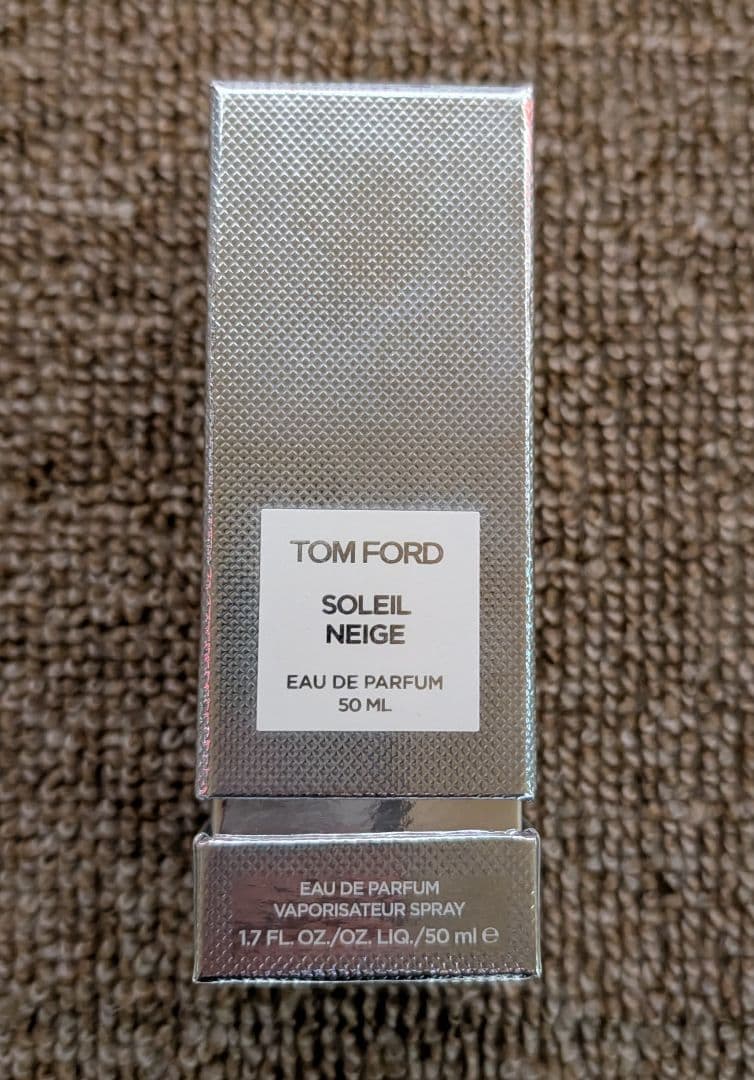 TOM FORD
SOLEIL
NEIGE
EAU DE PARFUM
50 ML
EAU DE PARFUM
VAPORISATEUR SPRAY
1.7 FL. OZ./OZ. LIQ./50 ml ℮